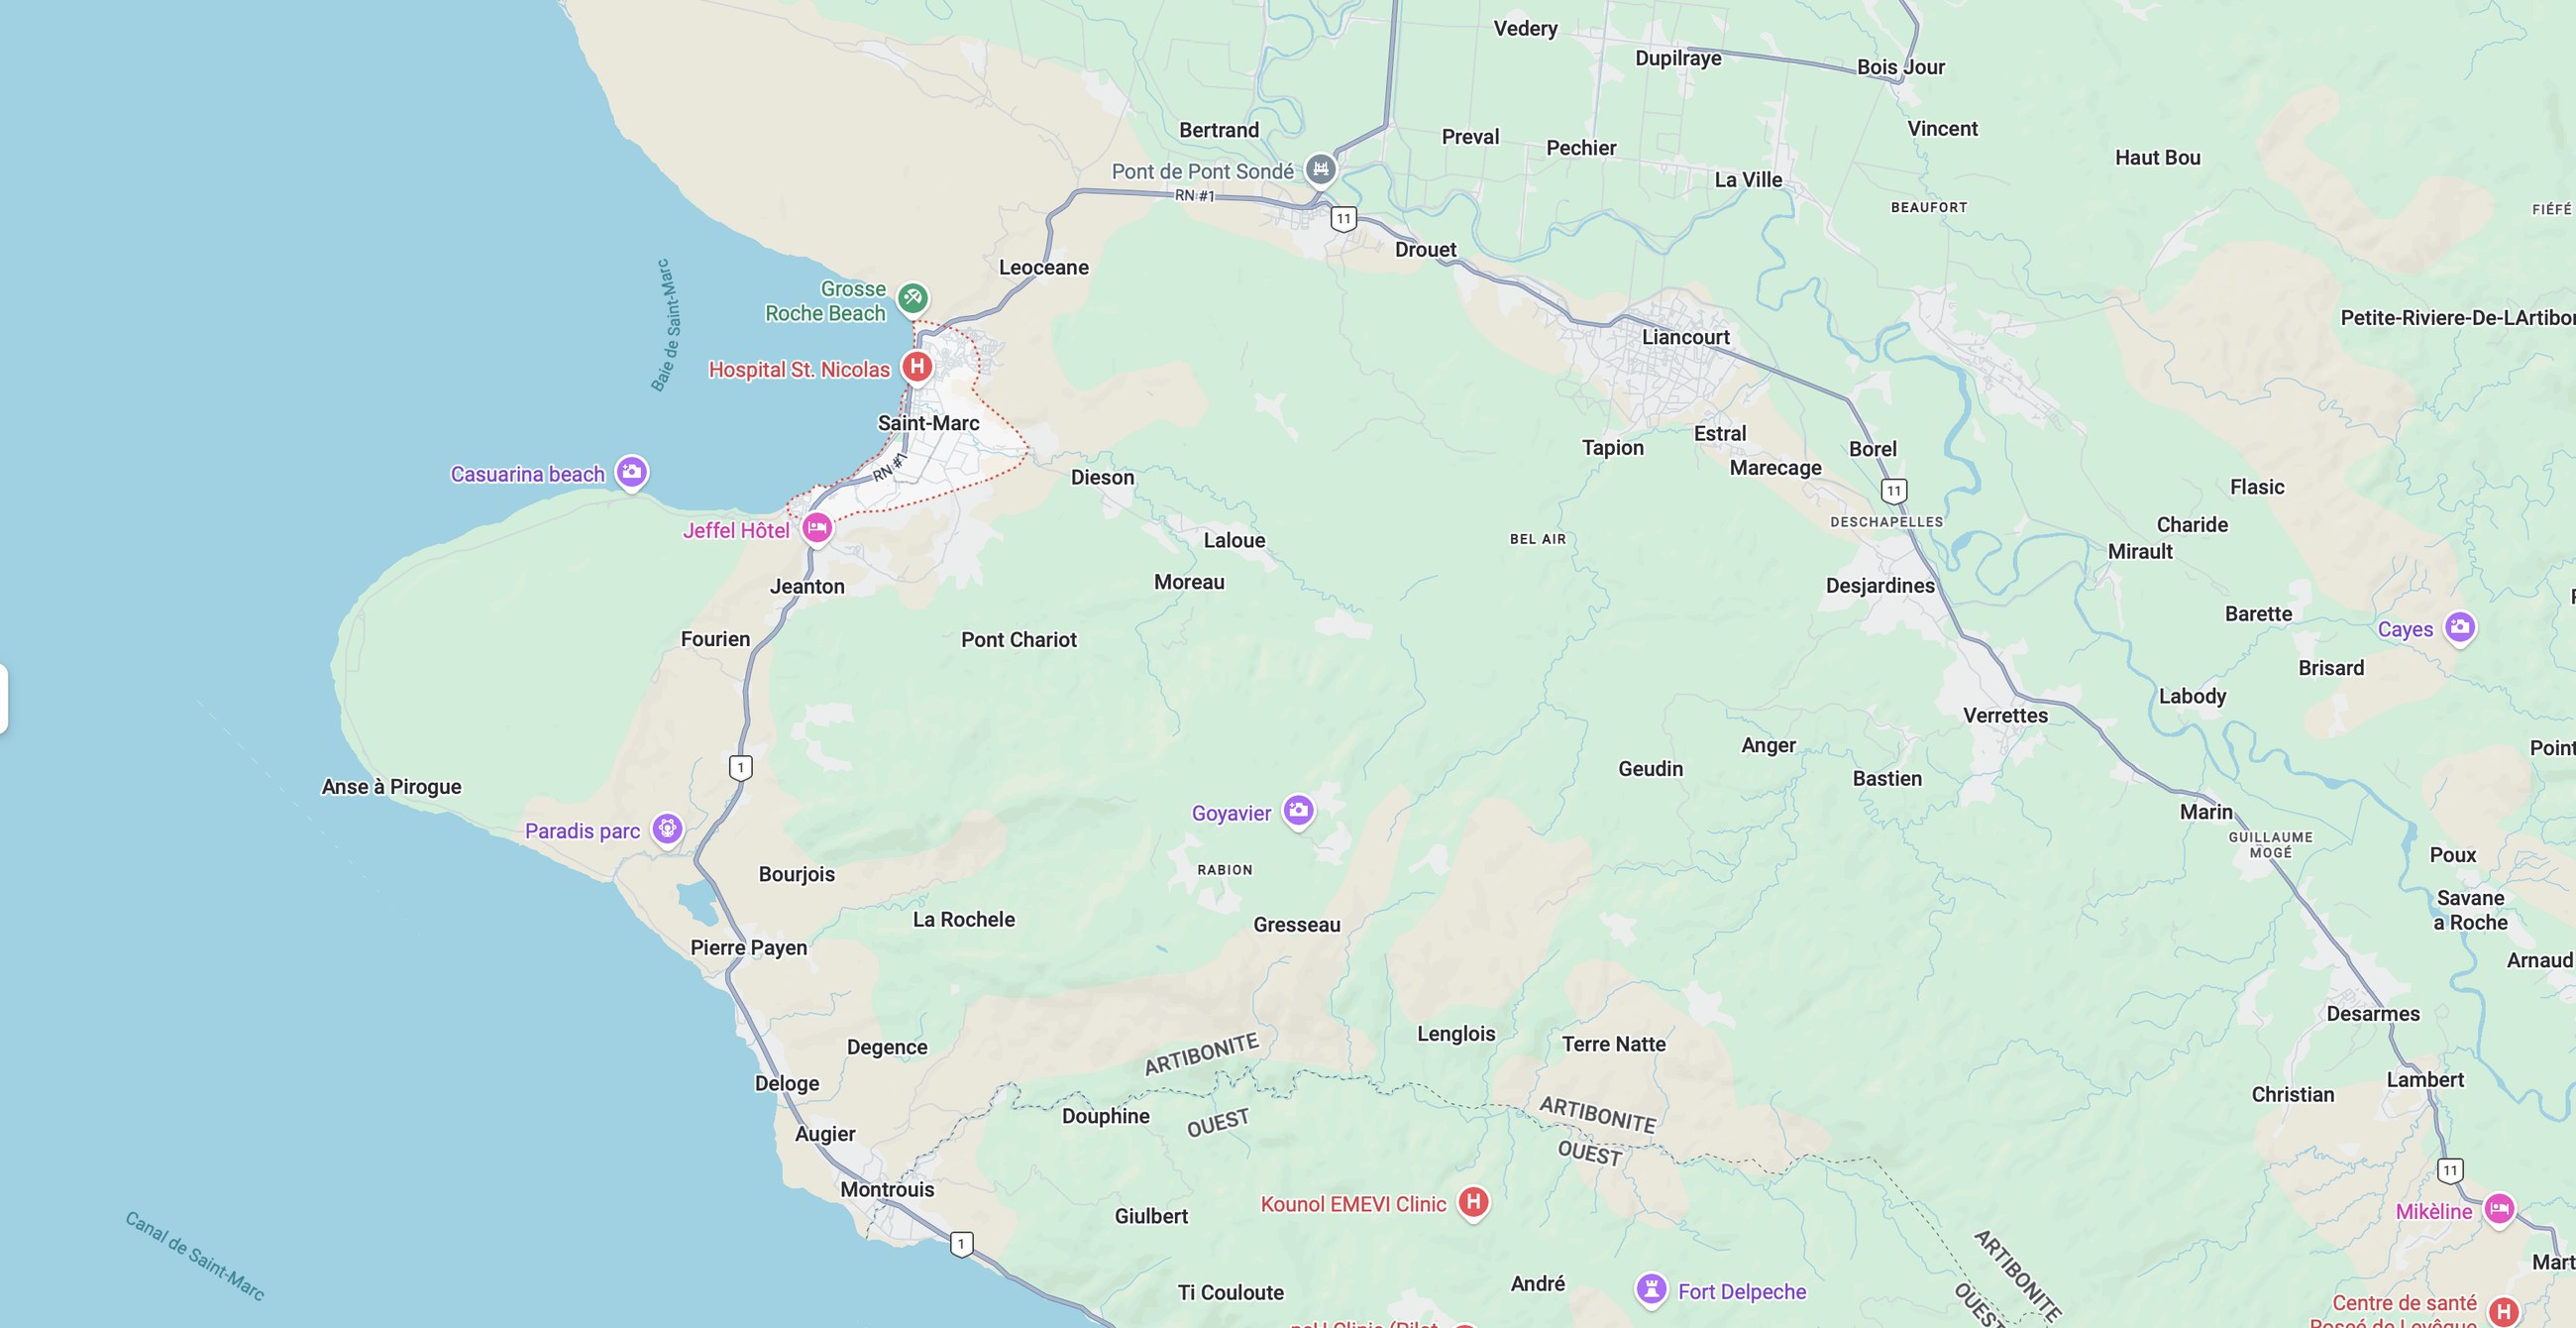 Vedery
Dupilraye
Bois Jour
Bertrand
Preval
Pechier
Vincent
Haut Bou
Pont de Pont Sondé
La Ville
RN #1
BEAUFORT
FIÉFÉ
11
Drouet
Leoceane
Baie de Saint-Marc
Grosse
Roche Beach
Petite-Riviere-De-LArtibon
Liancourt
Hospital St. Nicolas
Saint-Marc
Tapion
Estral
Borel
Marecage
RN #1
Casuarina beach
Dieson
11
Flasic
Jeffel Hôtel
Laloue
BEL AIR
DESCHAPELLES
Charide
Mirault
Jeanton
Moreau
Desjardines
Barette
Fourien
Pont Chariot
Cayes
Brisard
Labody
Verrettes
Anger
Point
1
Geudin
Bastien
Anse à Pirogue
Goyavier
Marin
Paradis parc
GUILLAUME
MOGÉ
Poux
Bourjois
RABION
Savane
a Roche
La Rochele
Gresseau
Pierre Payen
Arnaud
Desarmes
Lenglois
Terre Natte
Degence
ARTIBONITE
Deloge
Lambert
Christian
Douphine
OUEST
ARTIBONITE
OUEST
Augier
11
Montrouis
Kounol EMEVI Clinic
Mikèline
Giulbert
1
Canal de Saint-Marc
ARTIBONITE
OUEST
Mart
Ti Couloute
André
Fort Delpeche
Centre de santé